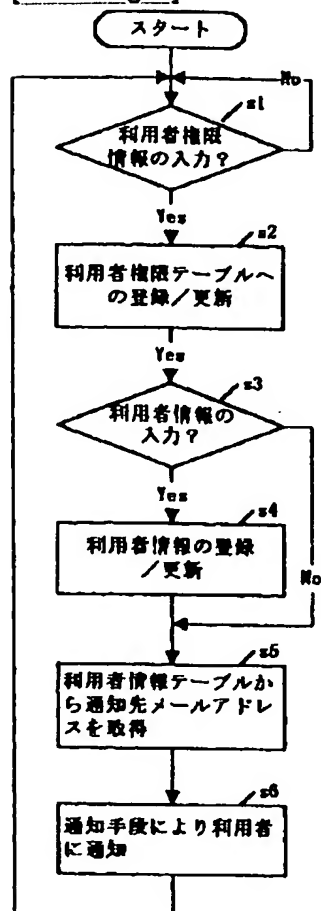 スタート
No
s1
利用者権限
情報の入力?
Yes
s2
利用者権限テーブルへ
の登録/更新
Yes
s3
利用者情報の
入力?
Yes
s4
利用者情報の登録
/更新
No
s5
利用者情報テーブルか
ら通知先メールアドレ
スを取得
s6
通知手段により利用者
に通知